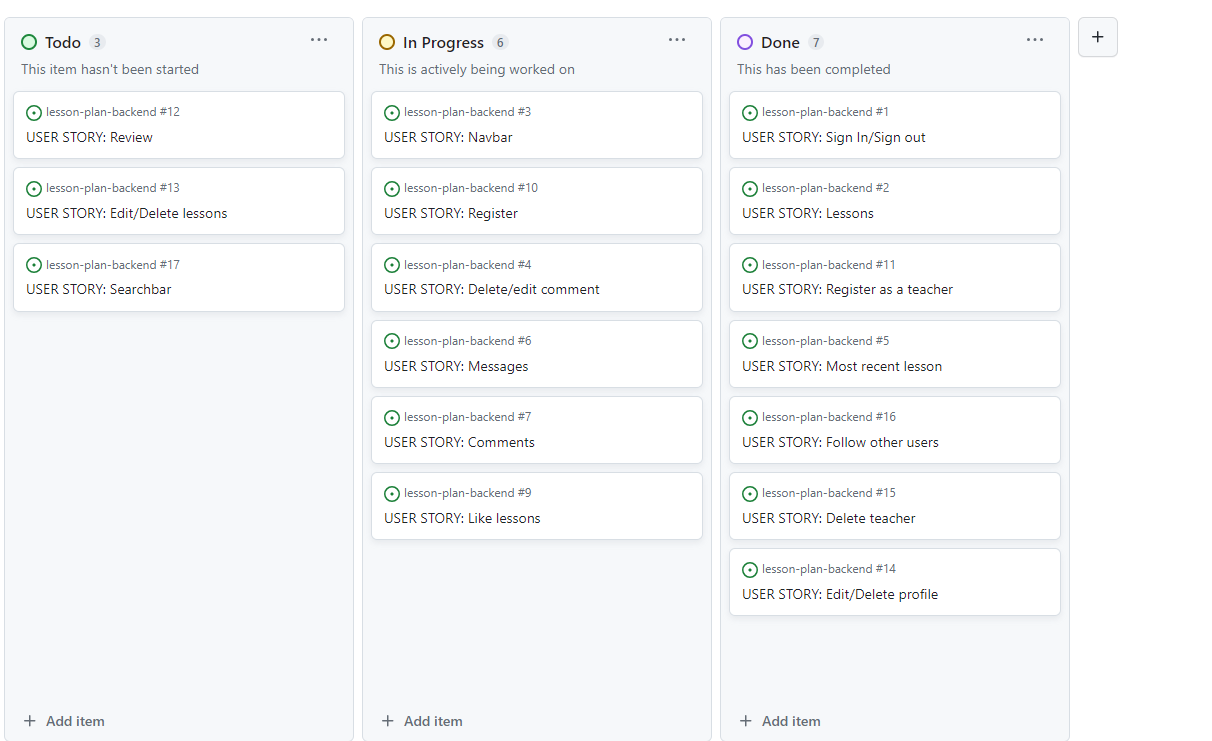 Todo 3
This item hasn't been started
lesson-plan-backend #12
USER STORY: Review
lesson-plan-backend #13
USER STORY: Edit/Delete lessons
lesson-plan-backend #17
USER STORY: Searchbar
+ Add item
In Progress 6
This is actively being worked on
lesson-plan-backend #3
USER STORY: Navbar
lesson-plan-backend #10
USER STORY: Register
lesson-plan-backend #4
USER STORY: Delete/edit comment
lesson-plan-backend #6
USER STORY: Messages
lesson-plan-backend #7
USER STORY: Comments
lesson-plan-backend #9
USER STORY: Like lessons
+ Add item
Done 7
This has been completed
lesson-plan-backend #1
USER STORY: Sign In/Sign out
lesson-plan-backend #2
USER STORY: Lessons
lesson-plan-backend #11
USER STORY: Register as a teacher
lesson-plan-backend #5
USER STORY: Most recent lesson
lesson-plan-backend #16
USER STORY: Follow other users
lesson-plan-backend #15
USER STORY: Delete teacher
lesson-plan-backend #14
USER STORY: Edit/Delete profile
+ Add item
+